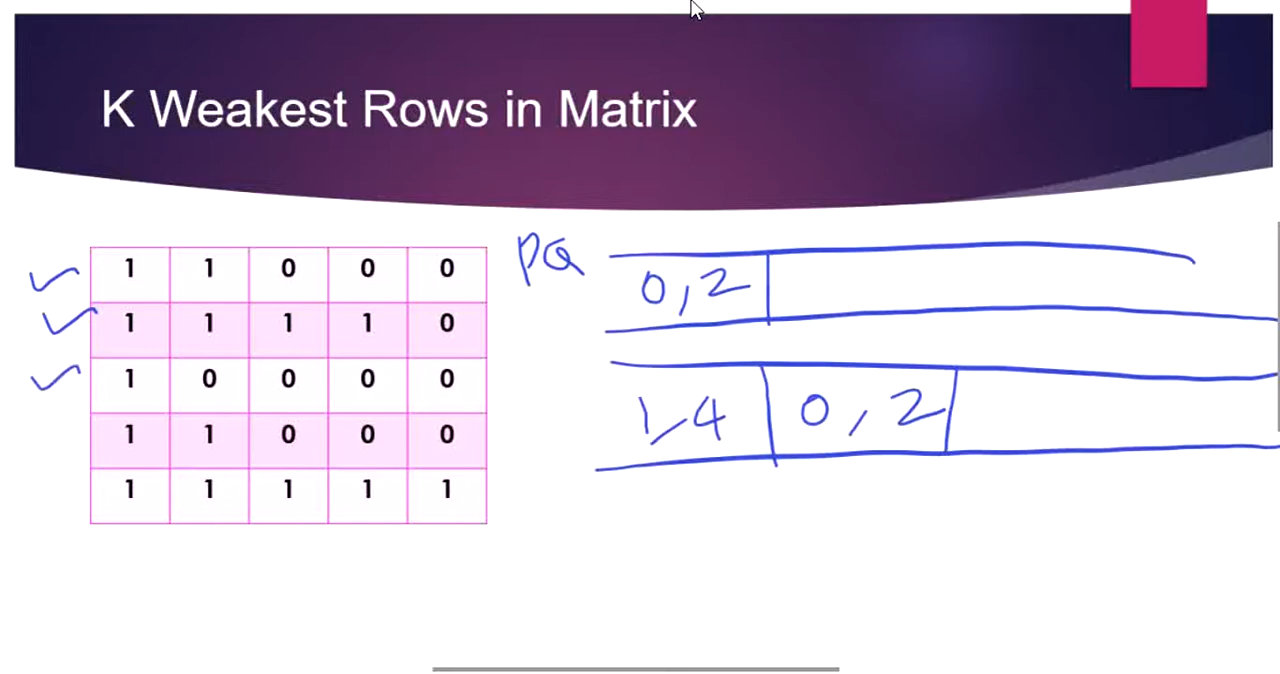 K Weakest Rows in Matrix
1 1 0 0 0
1 1 1 1 0
1 0 0 0 0
1 1 0 0 0
1 1 1 1 1
PQ
0,2
1,4 0,2